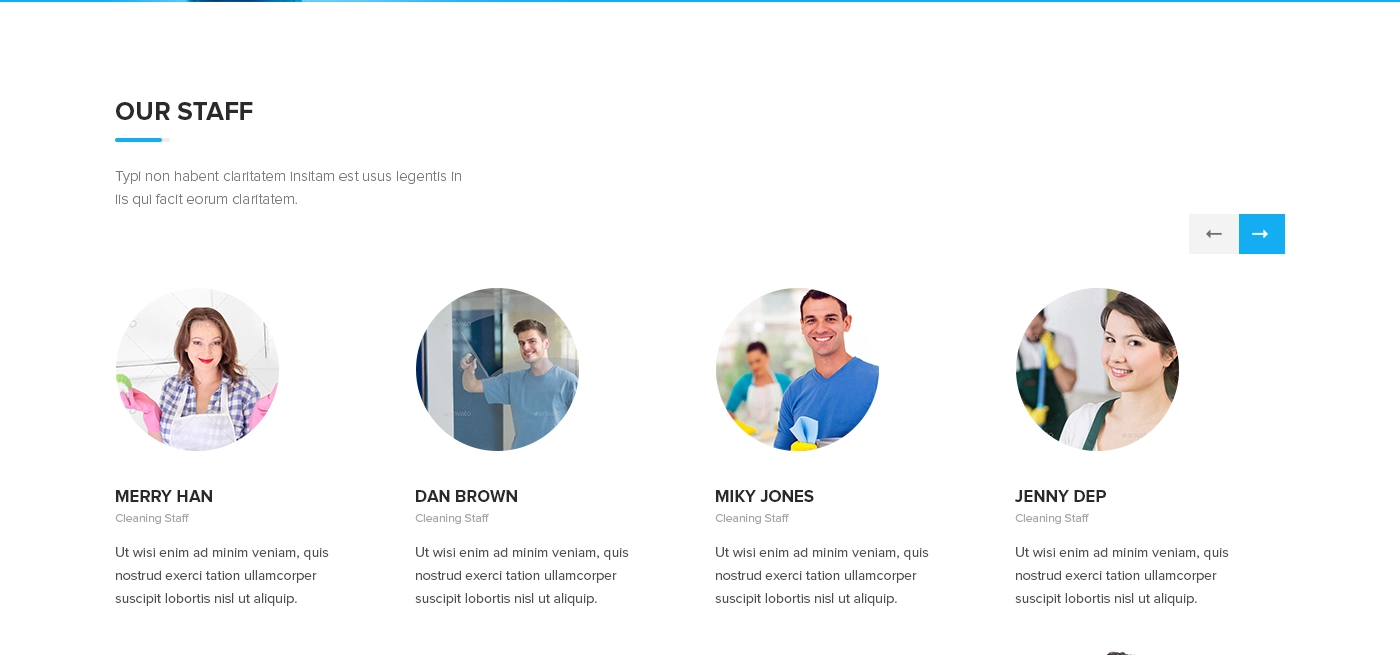 OUR STAFF
Typi non habent claritatem insitam est usus legentis in
iis qui facit eorum claritatem.
MERRY HAN
Cleaning Staff
Ut wisi enim ad minim veniam, quis
nostrud exerci tation ullamcorper
suscipit lobortis nisl ut aliquip.
DAN BROWN
Cleaning Staff
Ut wisi enim ad minim veniam, quis
nostrud exerci tation ullamcorper
suscipit lobortis nisl ut aliquip.
MIKY JONES
Cleaning Staff
Ut wisi enim ad minim veniam, quis
nostrud exerci tation ullamcorper
suscipit lobortis nisl ut aliquip.
JENNY DEP
Cleaning Staff
Ut wisi enim ad minim veniam, quis
nostrud exerci tation ullamcorper
suscipit lobortis nisl ut aliquip.